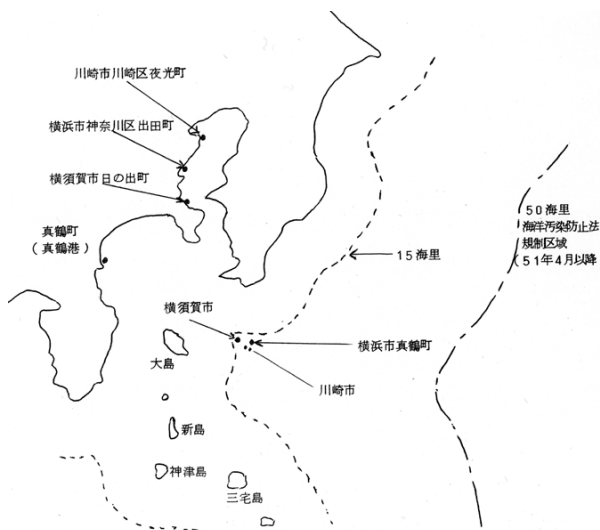 川崎市川崎区夜光町
横浜市神奈川区出田町
横須賀市日の出町
真鶴町
(真鶴港)
50海里
海洋汚染防止法
規制区域
(51年4月以降
15海里
横須賀市
横浜市真鶴町
川崎市
大島
新島
神津島
三宅島